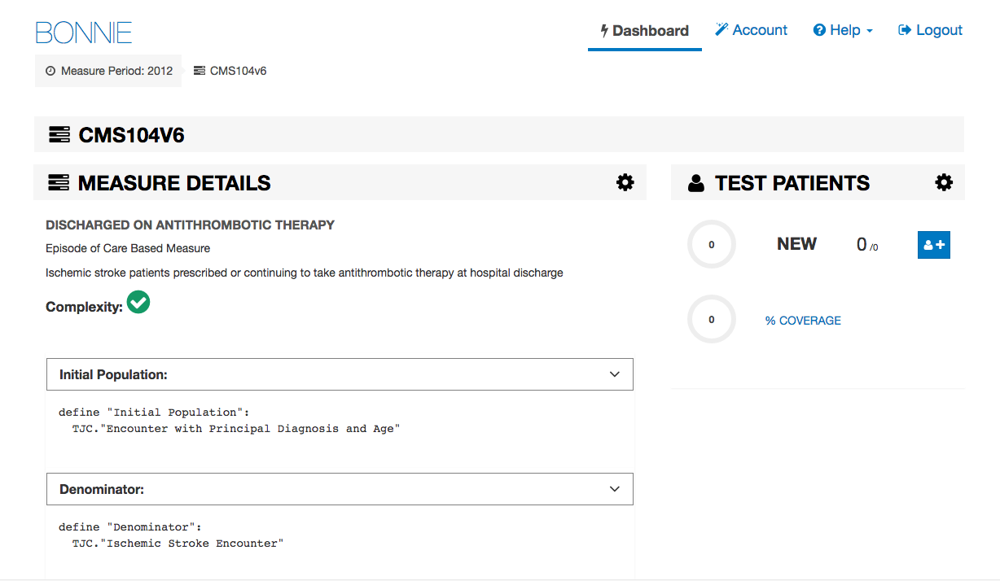 BONNIE
Dashboard Account Help Logout
Measure Period: 2012 CMS104v6
CMS104V6
MEASURE DETAILS
DISCHARGED ON ANTITHROMBOTIC THERAPY
Episode of Care Based Measure
Ischemic stroke patients prescribed or continuing to take antithrombotic therapy at hospital discharge
Complexity:
Initial Population:
define "Initial Population":
  TJC."Encounter with Principal Diagnosis and Age"
Denominator:
define "Denominator":
  TJC."Ischemic Stroke Encounter"
TEST PATIENTS
0 NEW 0 /0
0 % COVERAGE